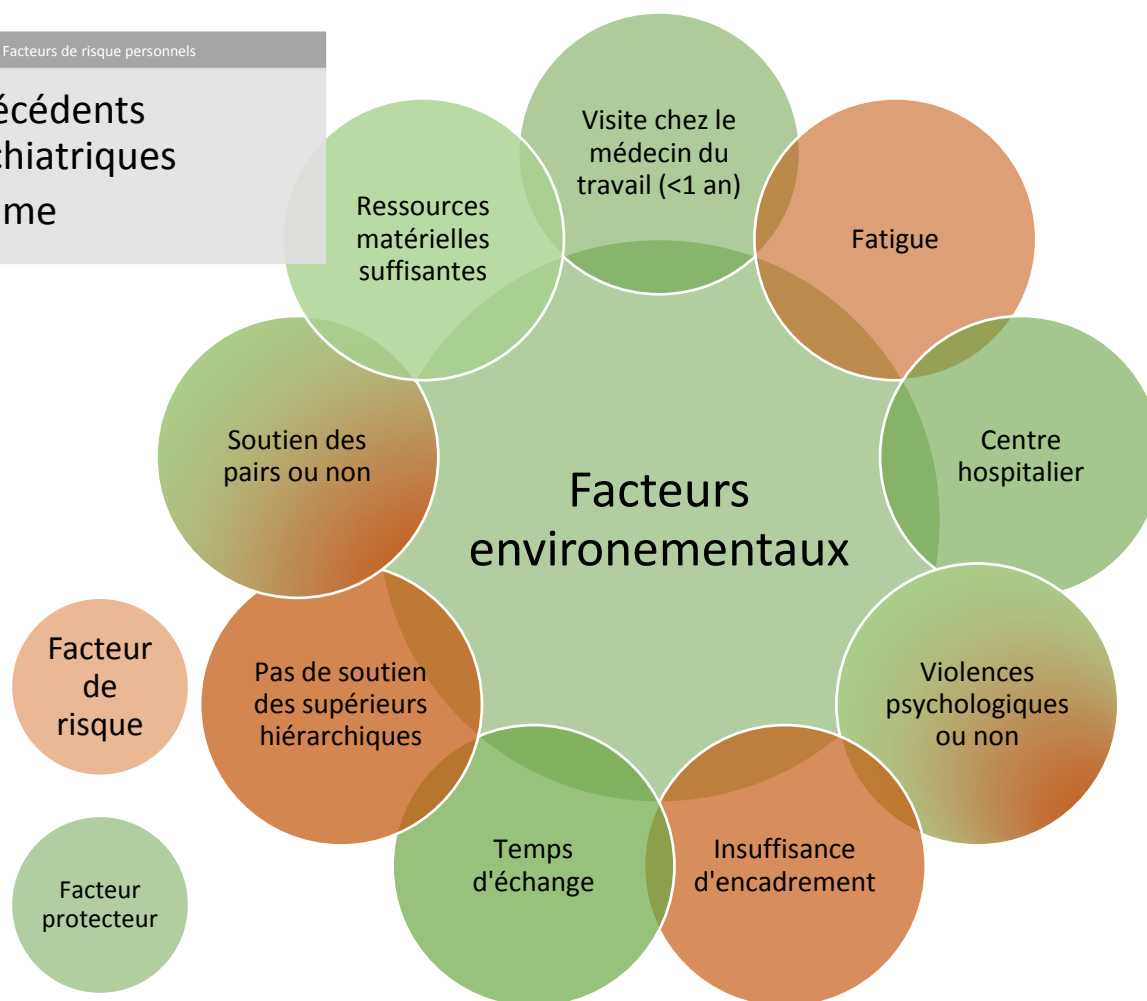 Facteurs de risque personnels
écédents
chiatriques
me
Visite chez le
médecin du
travail (<1 an)
Ressources
matérielles
suffisantes
Fatigue
Soutien des
pairs ou non
Centre
hospitalier
Facteurs
environementaux
Facteur
de
risque
Pas de soutien
des supérieurs
hiérarchiques
Violences
psychologiques
ou non
Temps
d'échange
Insuffisance
d'encadrement
Facteur
protecteur